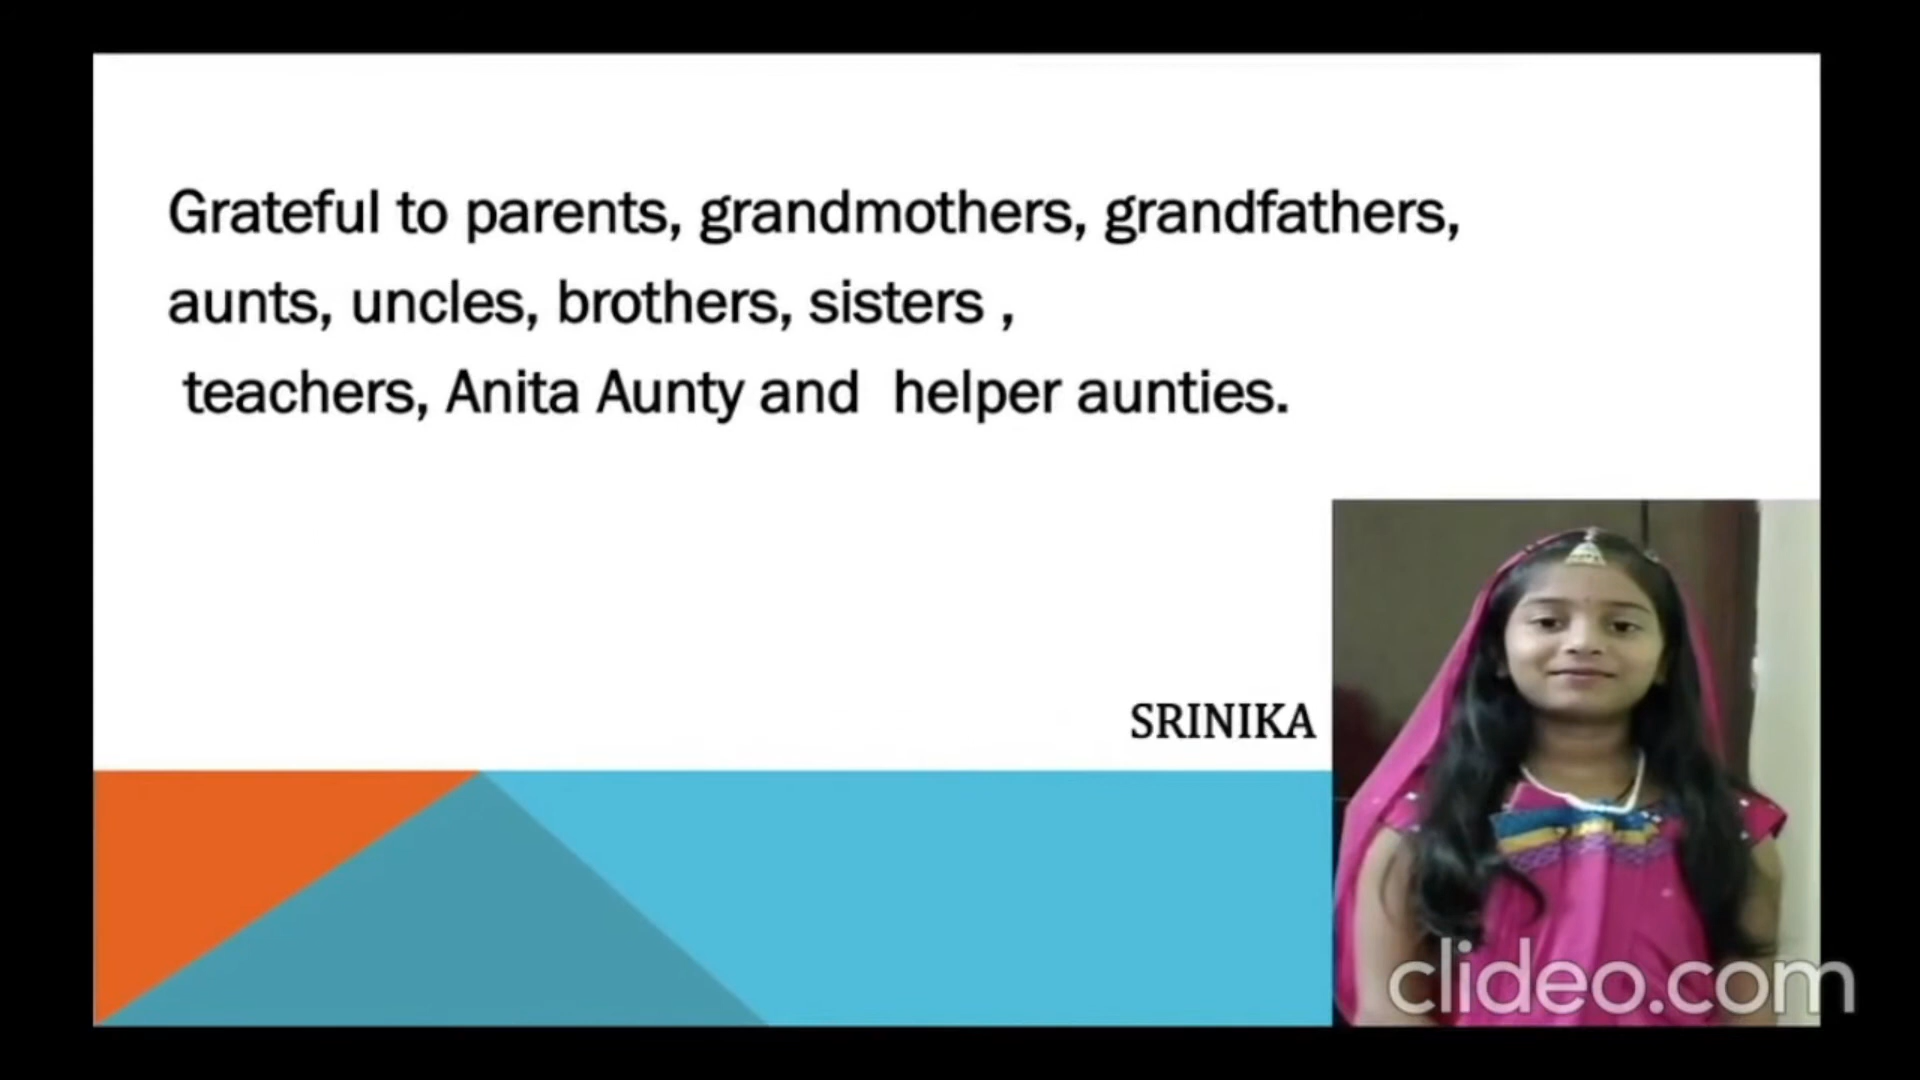 Grateful to parents, grandmothers, grandfathers,
aunts, uncles, brothers, sisters ,
teachers, Anita Aunty and  helper aunties.
SRINIKA
clideo.com